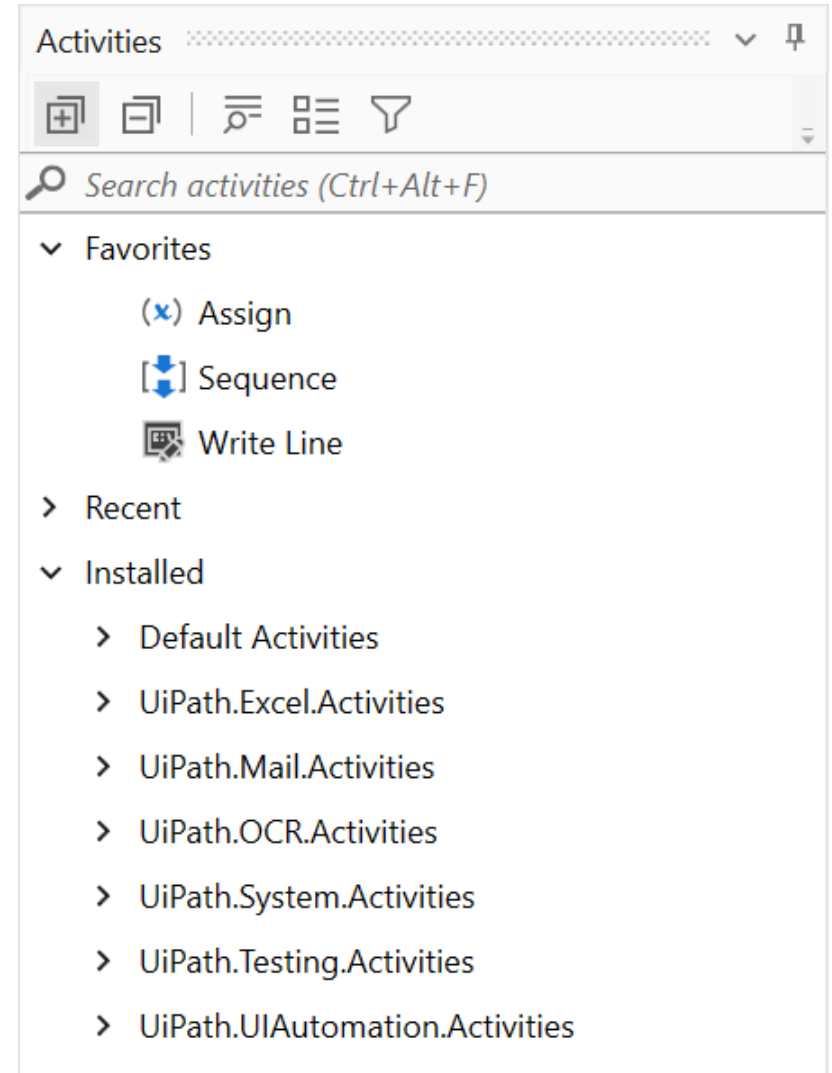 Activities
Search activities (Ctrl+Alt+F)
Favorites
(x) Assign
Sequence
Write Line
Recent
Installed
Default Activities
UiPath.Excel.Activities
UiPath.Mail.Activities
UiPath.OCR.Activities
UiPath.System.Activities
UiPath.Testing.Activities
UiPath.UIAutomation.Activities